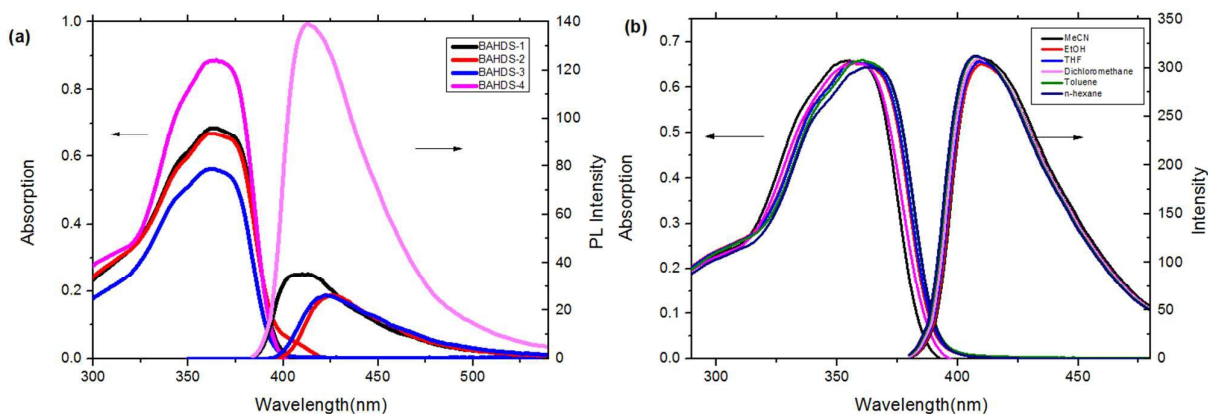 (a)
Absorption
1.0
0.8
0.6
0.4
0.2
0.0
300
350
400
450
500
Wavelength(nm)
BAHDS-1
BAHDS-2
BAHDS-3
BAHDS-4
140
120
100
80
60
40
20
0
PL Intensity
(b)
Absorption
0.7
0.6
0.5
0.4
0.3
0.2
0.1
0.0
300
350
400
450
Wavelength(nm)
MeCN
EtOH
THF
Dichloromethane
Toluene
n-hexane
350
300
250
200
150
100
50
0
Intensity